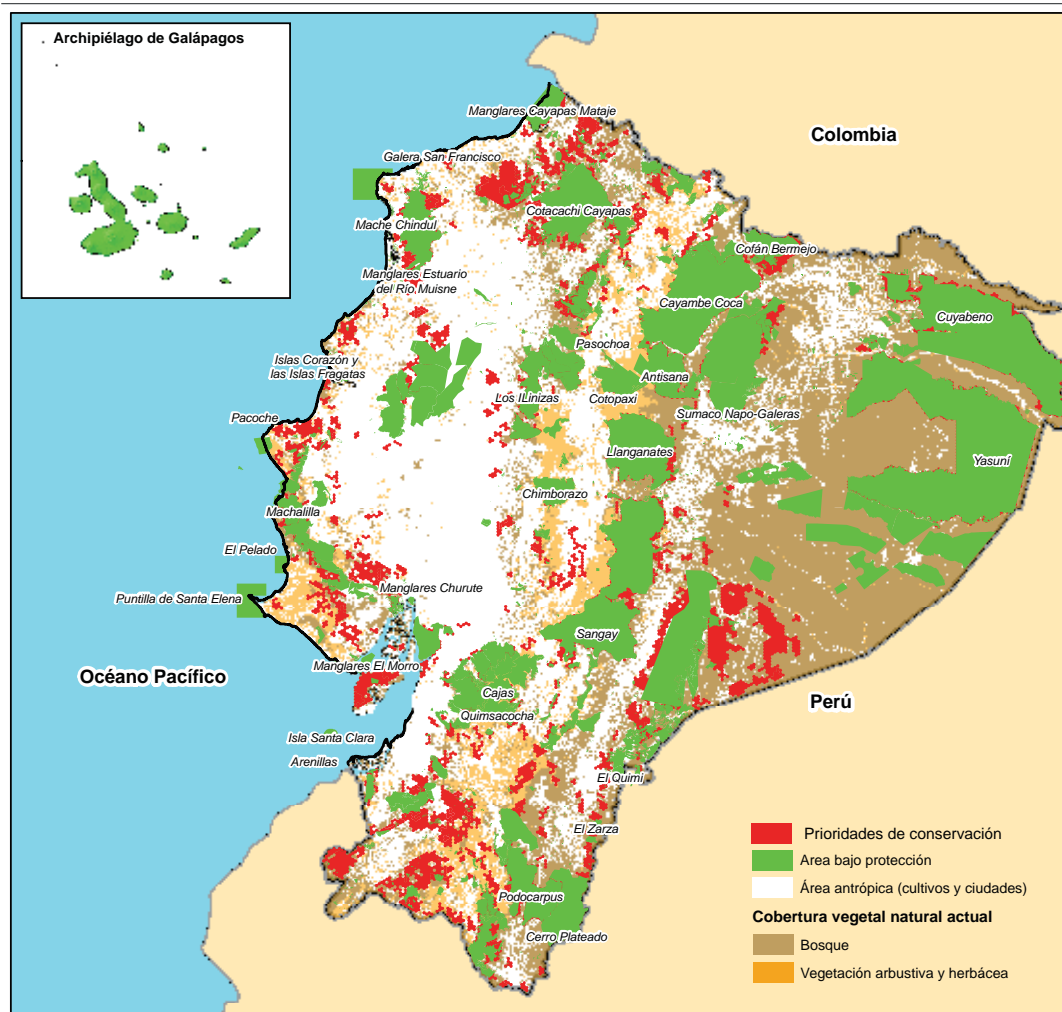 Archipiélago de Galápagos
Manglares Cayapas Mataje
Colombia
Galera San Francisco
Cotacachi Cayapas
Mache Chindul
Cofán Bermejo
Manglares Estuario
del Río Muisne
Cayambe Coca
Cuyabeno
Pasochoa
Islas Corazón y
las Islas Fragatas
Antisana
Los ILinizas
Cotopaxi
Sumaco Napo-Galeras
Pacoche
Llanganates
Yasuní
Chimborazo
Machalilla
El Pelado
Manglares Churute
Puntilla de Santa Elena
Sangay
Manglares El Morro
Océano Pacífico
Cajas
Perú
Quimsacocha
Isla Santa Clara
Arenillas
El Quimi
El Zarza
Prioridades de conservación
Area bajo protección
Área antrópica (cultivos y ciudades)
Podocarpus
Cobertura vegetal natural actual
Cerro Plateado
Bosque
Vegetación arbustiva y herbácea